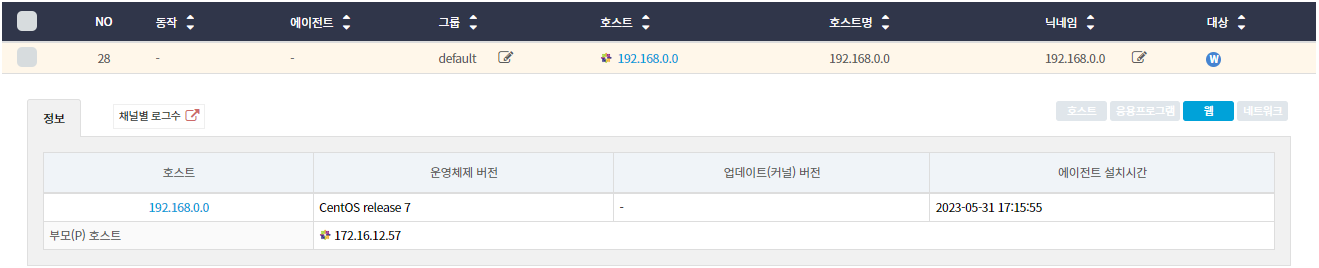 NO 동작 에이전트 그룹 호스트 호스트명 닉네임 대상
28 - - default 192.168.0.0 192.168.0.0 192.168.0.0 W
정보 채널별 로그수 호스트 응용프로그램 웹 네트워크
호스트 운영체제 버전 업데이트(커널) 버전 에이전트 설치시간
192.168.0.0 CentOS release 7 - 2023-05-31 17:15:55
부모(P) 호스트 172.16.12.57